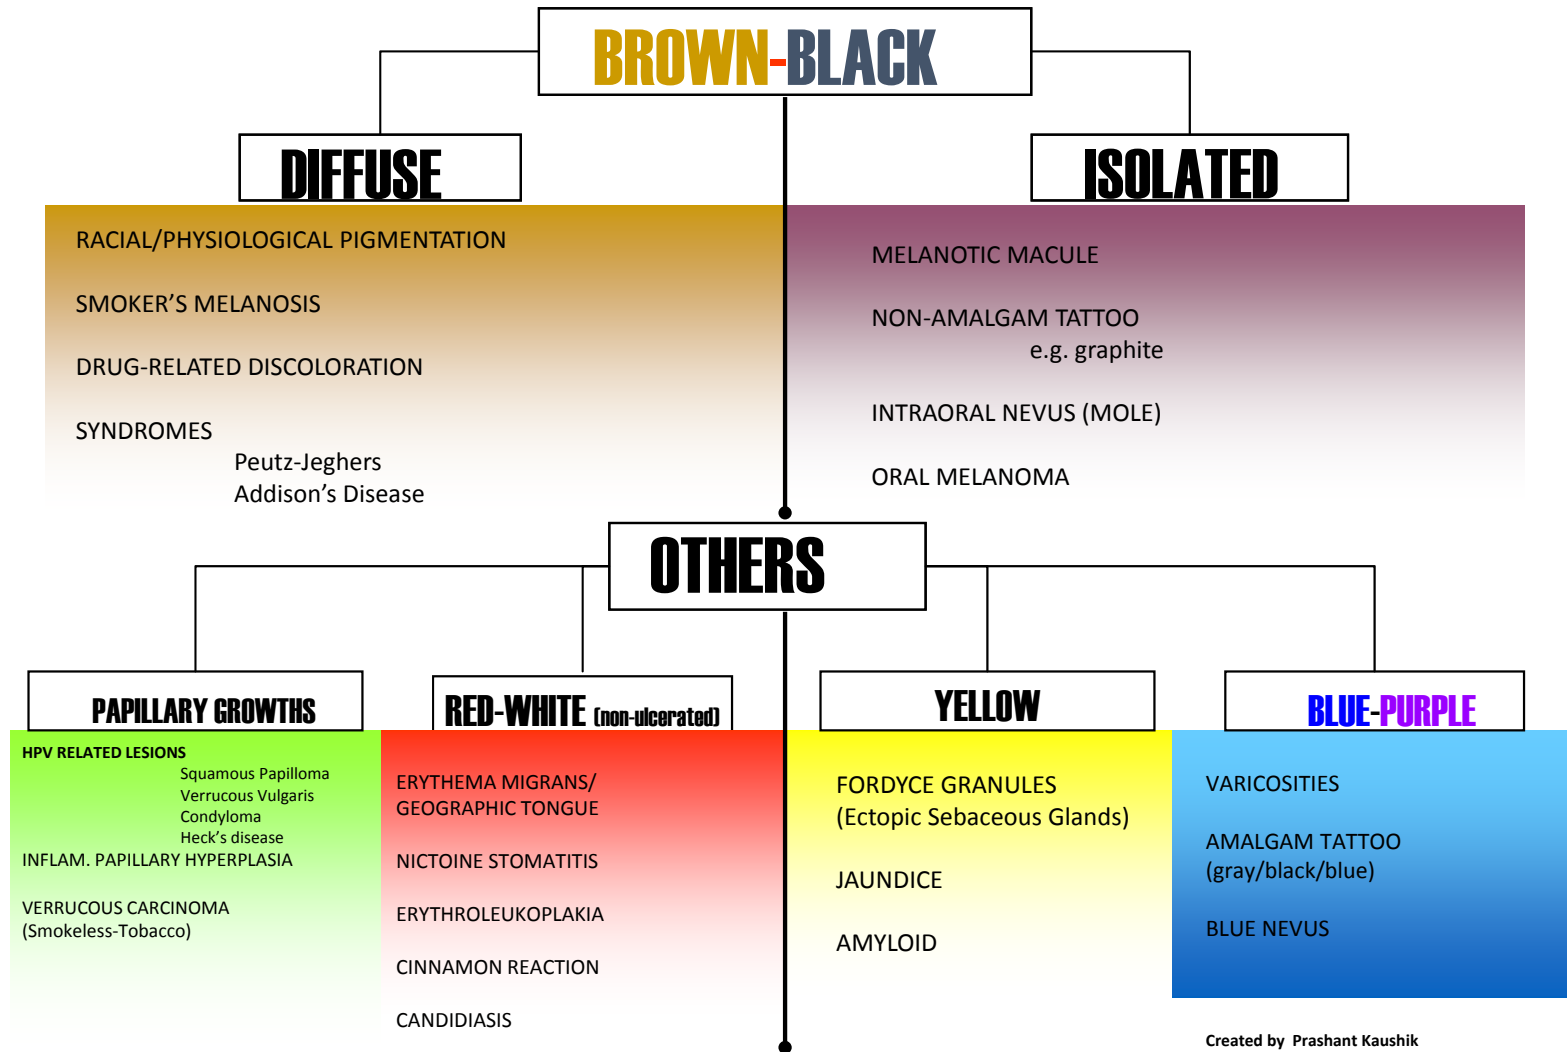 BROWN-BLACK
DIFFUSE
RACIAL/PHYSIOLOGICAL PIGMENTATION
SMOKER’S MELANOSIS
DRUG-RELATED DISCOLORATION
SYNDROMES
Peutz-Jeghers
Addison’s Disease
ISOLATED
MELANOTIC MACULE
NON-AMALGAM TATTOO
e.g. graphite
INTRAORAL NEVUS (MOLE)
ORAL MELANOMA
OTHERS
PAPILLARY GROWTHS
HPV RELATED LESIONS
Squamous Papilloma
Verrucous Vulgaris
Condyloma
Heck’s disease
INFLAM. PAPILLARY HYPERPLASIA
VERRUCOUS CARCINOMA
(Smokeless-Tobacco)
RED-WHITE (non-ulcerated)
ERYTHEMA MIGRANS/
GEOGRAPHIC TONGUE
NICTOINE STOMATITIS
ERYTHROLEUKOPLAKIA
CINNAMON REACTION
CANDIDIASIS
YELLOW
FORDYCE GRANULES
(Ectopic Sebaceous Glands)
JAUNDICE
AMYLOID
BLUE-PURPLE
VARICOSITIES
AMALGAM TATTOO
(gray/black/blue)
BLUE NEVUS
Created by Prashant Kaushik